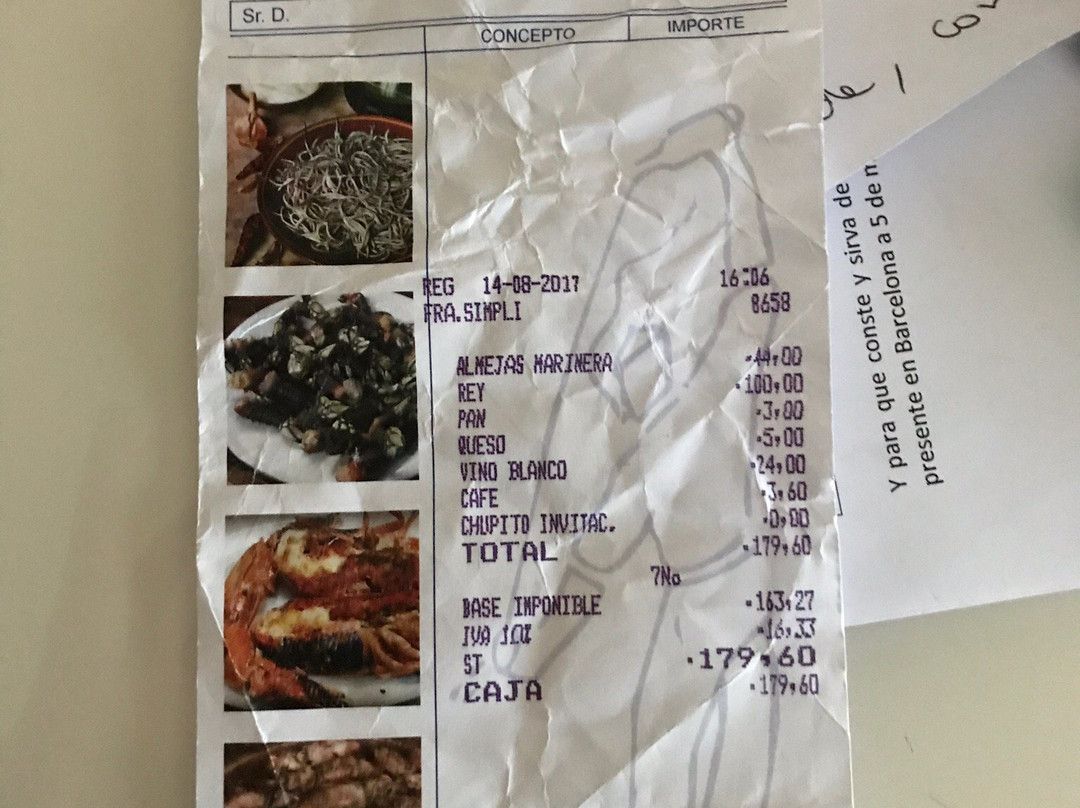 Sr. D.
CONCEPTO IMPORTE
REG 14-08-2017 16:06
FRA.SIMPLI 8658
ALMEJAS MARINERA ·44,00
REY ·100,00
PAN ·3,00
QUESO ·5,00
VINO BLANCO ·24,00
CAFE ·3,60
CHUPITO INVITAC. ·0,00
TOTAL ·179,60
7No
BASE IMPONIBLE ·163,27
IVA 10% ·16,33
ST ·179,60
CAJA ·179,60
Y para que conste y sirva de
presente en Barcelona a 5 de m